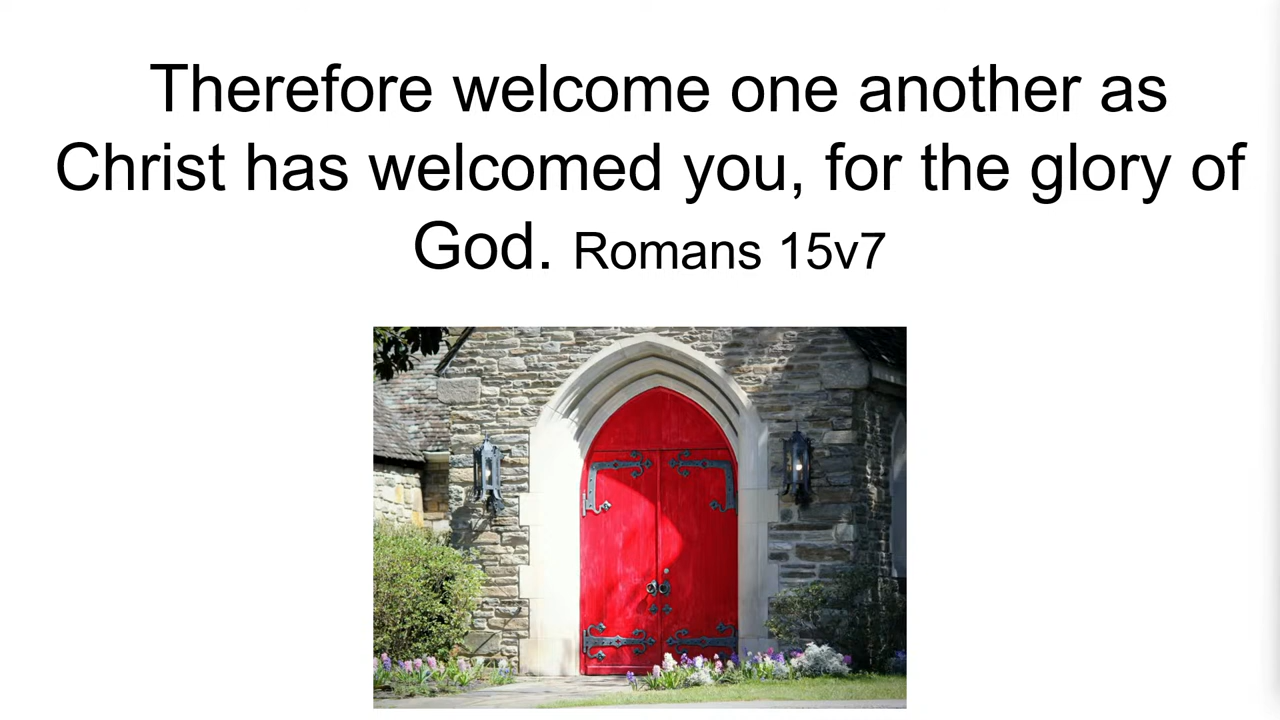 Therefore welcome one another as
Christ has welcomed you, for the glory of
God. Romans 15v7